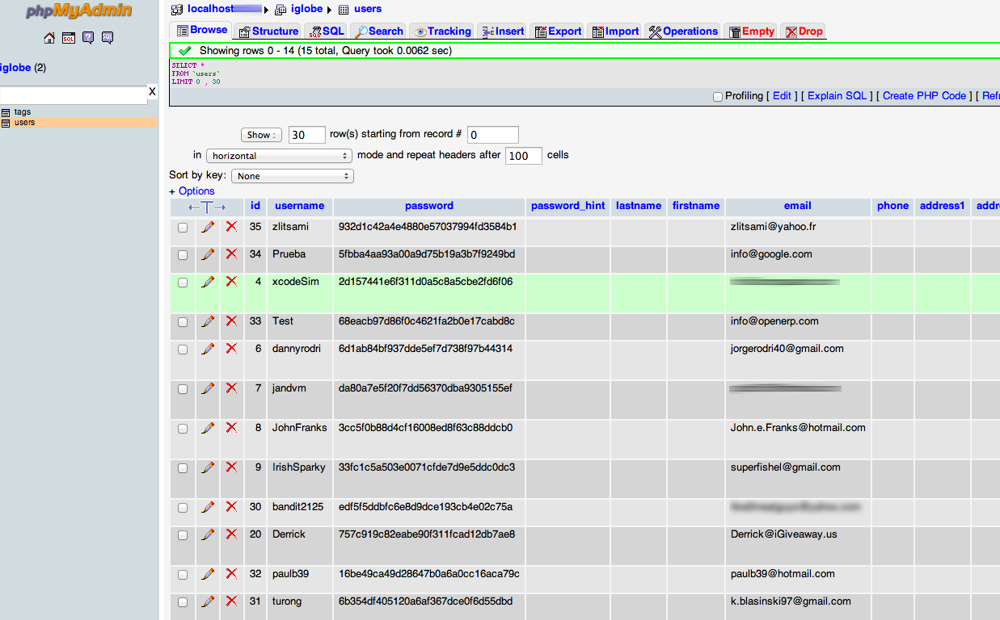 phpMyAdmin
localhost ▸ iglobe ▸ users
Browse Structure SQL Search Tracking Insert Export Import Operations Empty Drop
iglobe (2)
X
tags
users
Showing rows 0 - 14 (15 total, Query took 0.0062 sec)
SELECT *
FROM `users`
LIMIT 0 , 30
Profiling [ Edit ] [ Explain SQL ] [ Create PHP Code ] [ Refr
Show : 30 row(s) starting from record # 0
in horizontal mode and repeat headers after 100 cells
Sort by key: None
+ Options
←T→ id username password password_hint lastname firstname email phone address1 addre
35 zlitsami 932d1c42a4e4880e57037994fd3584b1 zlitsami@yahoo.fr
34 Prueba 5fbba4aa93a00a9d75b19a3b7f9249bd info@google.com
4 xcodeSim 2d157441e6f311d0a5c8a5cbe2fd6f06
33 Test 68eacb97d86f0c4621fa2b0e17cabd8c info@openerp.com
6 dannyrodri 6d1ab84bf937dde5ef7d738f97b44314 jorgerodri40@gmail.com
7 jandvm da80a7e5f20f7dd56370dba9305155ef
8 JohnFranks 3cc5f0b88d4cf16008ed8f63c88ddcb0 John.e.Franks@hotmail.com
9 IrishSparky 33fc1c5a503e0071cfde7d9e5ddc0dc3 superfishel@gmail.com
30 bandit2125 edf5f5ddbfc6e8d9dce193cb4e02c75a
20 Derrick 757c919c82eabe90f311fcad12db7ae8 Derrick@iGiveaway.us
32 paulb39 16be49ca49d28647b0a6a0cc16aca79c paulb39@hotmail.com
31 turong 6b354df405120a6af367dce0f6d55dbd k.blasinski97@gmail.com